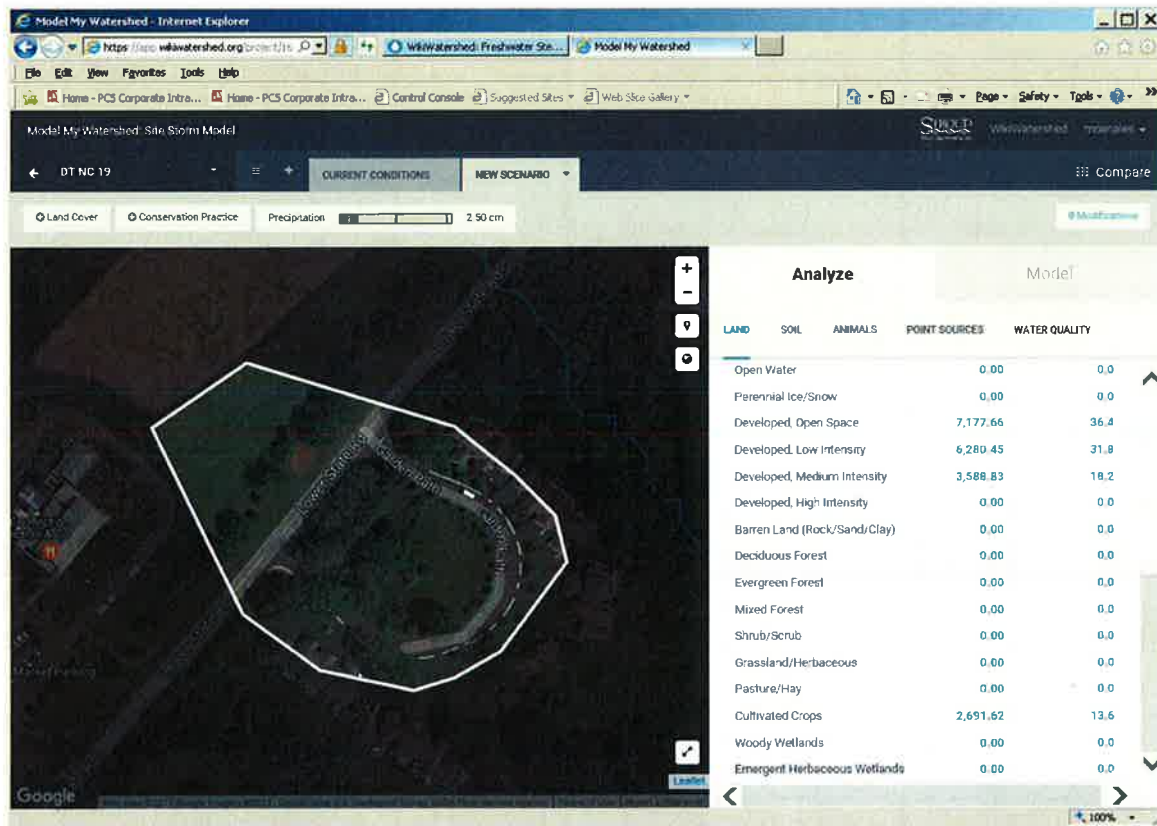 Model My Watershed - Internet Explorer
WikiWatershed: Freshwater Ste... Model My Watershed
File Edit View Favorites Tools Help
Home - PCS Corporate Intra... Home - PCS Corporate Intra... Control Console Suggested Sites Web Slice Gallery Page Safety Tools
Model My Watershed: Site Storm Model WikiWatershed
DT NC 19 CURRENT CONDITIONS NEW SCENARIO Compare
Land Cover Conservation Practice Precipitation 2.50 cm Modifications
Analyze Model
LAND SOIL ANIMALS POINT SOURCES WATER QUALITY
Open Water 0.00 0.0
Perennial Ice/Snow 0.00 0.0
Developed, Open Space 7,177.66 36.4
Developed, Low Intensity 6,280.45 31.8
Developed, Medium Intensity 3,588.83 18.2
Developed, High Intensity 0.00 0.0
Barren Land (Rock/Sand/Clay) 0.00 0.0
Deciduous Forest 0.00 0.0
Evergreen Forest 0.00 0.0
Mixed Forest 0.00 0.0
Shrub/Scrub 0.00 0.0
Grassland/Herbaceous 0.00 0.0
Pasture/Hay 0.00 0.0
Cultivated Crops 2,691.62 13.6
Woody Wetlands 0.00 0.0
Emergent Herbaceous Wetlands 0.00 0.0
Leaflet
Google
100%